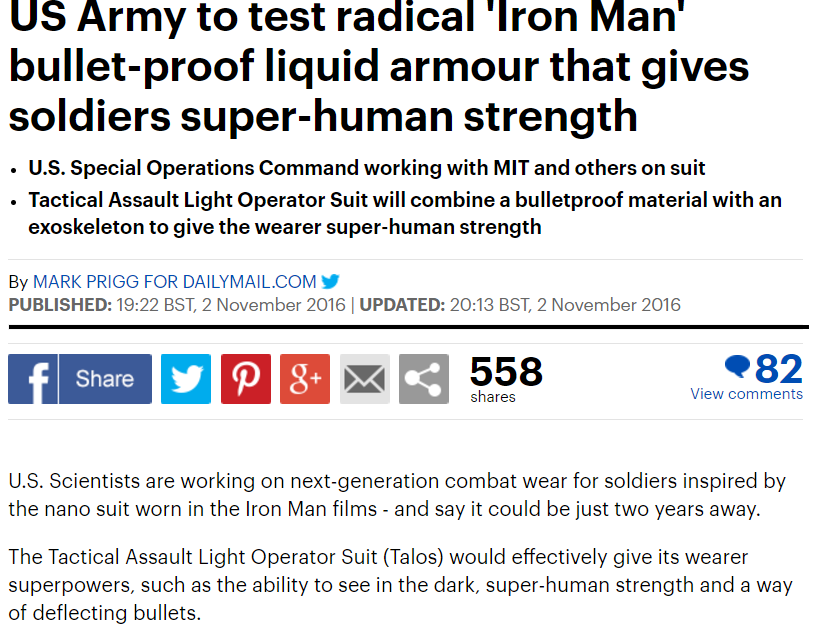 US Army to test radical 'Iron Man'
bullet-proof liquid armour that gives
soldiers super-human strength
• U.S. Special Operations Command working with MIT and others on suit
• Tactical Assault Light Operator Suit will combine a bulletproof material with an
exoskeleton to give the wearer super-human strength
By MARK PRIGG FOR DAILYMAIL.COM
PUBLISHED: 19:22 BST, 2 November 2016 | UPDATED: 20:13 BST, 2 November 2016
f Share g+ 558 82
shares View comments
U.S. Scientists are working on next-generation combat wear for soldiers inspired by
the nano suit worn in the Iron Man films - and say it could be just two years away.
The Tactical Assault Light Operator Suit (Talos) would effectively give its wearer
superpowers, such as the ability to see in the dark, super-human strength and a way
of deflecting bullets.